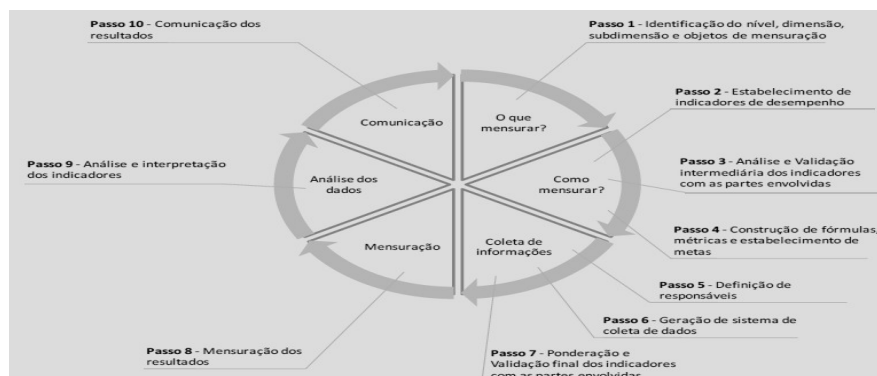 Passo 10 - Comunicação dos
resultados
Passo 1 - Identificação do nível, dimensão,
subdimensão e objetos de mensuração
Passo 2 - Estabelecimento de
indicadores de desempenho
Passo 3 - Análise e Validação
intermediária dos indicadores
com as partes envolvidas
Passo 4 - Construção de fórmulas,
métricas e estabelecimento de
metas
Passo 5 - Definição de
responsáveis
Passo 6 - Geração de sistema de
coleta de dados
Passo 7 - Ponderação e
Validação final dos indicadores
com as partes envolvidas
Passo 8 - Mensuração dos
resultados
Passo 9 - Análise e interpretação
dos indicadores
O que
mensurar?
Como
mensurar?
Coleta de
informações
Mensuração
Análise dos
dados
Comunicação